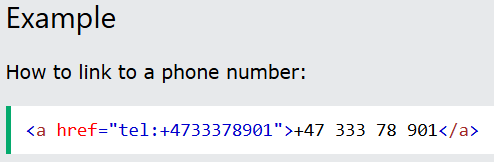 Example
How to link to a phone number:
<a href="tel:+4733378901">+47 333 78 901</a>